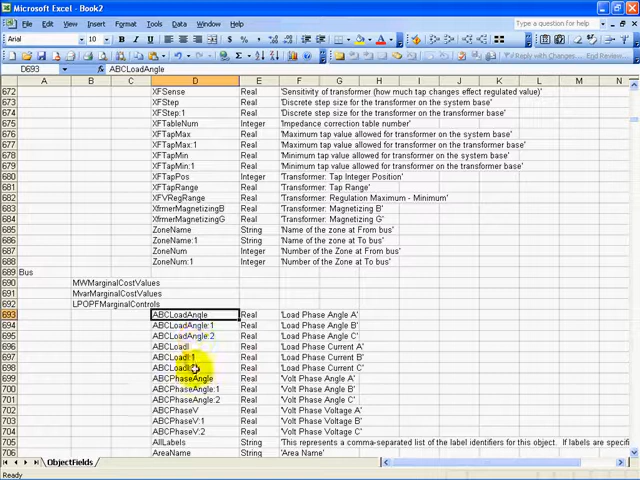 Microsoft Excel - Book2
File Edit View Insert Format Tools Data Window Help
Type a question for help
Arial 10
Reply with Changes... End Review...
D693 ABCLoadAngle
A B C D E F G H I J K L M N
672 XFSense Real 'Sensitivity of transformer (how much tap changes effect regulated value)'
673 XFStep Real 'Discrete step size for the transformer on the system base'
674 XFStep:1 Real 'Discrete step size for the transformer on the transformer base'
675 XFTableNum Integer 'Impedance correction table number'
676 XFTapMax Real 'Maximum tap value allowed for transformer on the system base'
677 XFTapMax:1 Real 'Maximum tap value allowed for transformer on the transformer base'
678 XFTapMin Real 'Minimum tap value allowed for transformer on the system base'
679 XFTapMin:1 Real 'Minimum tap value allowed for transformer on the transformer base'
680 XFTapPos Integer 'Transformer: Tap Integer Position'
681 XFTapRange Real 'Transformer: Tap Range'
682 XFVRegRange Real 'Transformer: Regulation Maximum - Minimum'
683 XfrmerMagnetizingB Real 'Transformer: Magnetizing B'
684 XfrmerMagnetizingG Real 'Transformer: Magnetizing G'
685 ZoneName String 'Name of the zone at From bus'
686 ZoneName:1 String 'Name of the zone at To bus'
687 ZoneNum Integer 'Number of the Zone at From bus'
688 ZoneNum:1 Integer 'Number of the Zone at To bus'
689 Bus
690 MWMarginalCostValues
691 MvarMarginalCostValues
692 LPOPFMarginalControls
693 ABCLoadAngle Real 'Load Phase Angle A'
694 ABCLoadAngle:1 Real 'Load Phase Angle B'
695 ABCLoadAngle:2 Real 'Load Phase Angle C'
696 ABCLoadI Real 'Load Phase Current A'
697 ABCLoadI:1 Real 'Load Phase Current B'
698 Real 'Load Phase Current C'
699 ABCPhaseAngle Real 'Volt Phase Angle A'
700 ABCPhaseAngle:1 Real 'Volt Phase Angle B'
701 ABCPhaseAngle:2 Real 'Volt Phase Angle C'
702 ABCPhaseV Real 'Volt Phase Voltage A'
703 ABCPhaseV:1 Real 'Volt Phase Voltage B'
704 ABCPhaseV:2 Real 'Volt Phase Voltage C'
705 AllLabels String 'This represents a comma-separated list of the label identifiers for this object. If labels are specifi
706 AreaName String 'Area Name'
ObjectFields
Ready